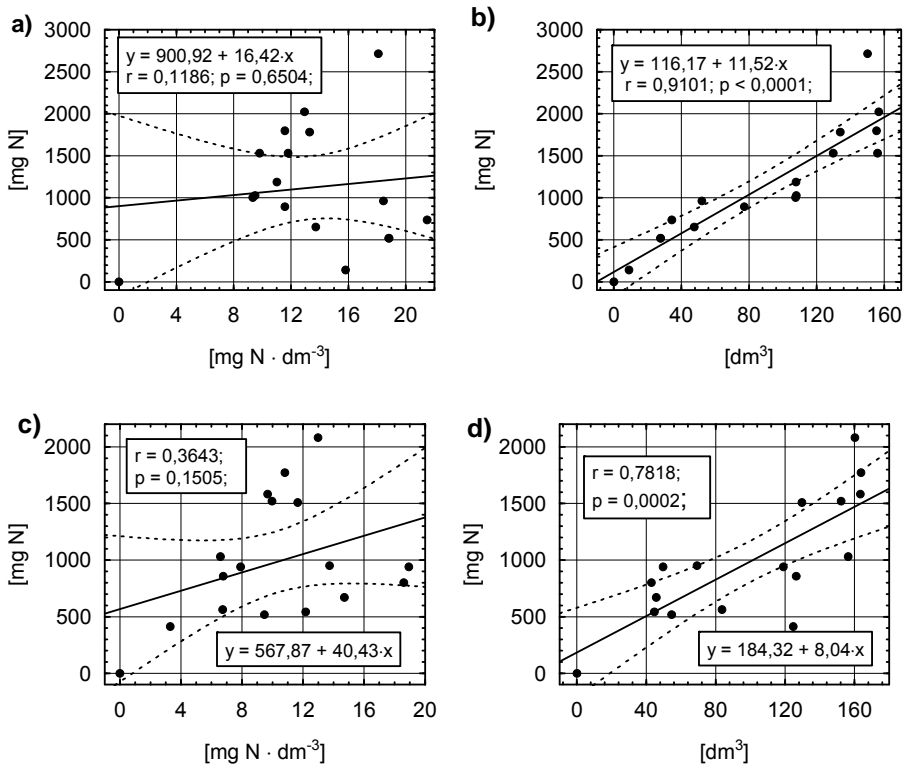 a)
3000
2500
2000
1500
1000
500
0
[mg N]
y = 900,92 + 16,42·x
r = 0,1186; p = 0,6504;
0 4 8 12 16 20
[mg N · dm⁻³]
b)
3000
2500
2000
1500
1000
500
0
[mg N]
y = 116,17 + 11,52·x
r = 0,9101; p < 0,0001;
0 40 80 120 160
[dm³]
c)
2000
1500
1000
500
0
[mg N]
r = 0,3643;
p = 0,1505;
y = 567,87 + 40,43·x
0 4 8 12 16 20
[mg N · dm⁻³]
d)
2000
1500
1000
500
0
[mg N]
r = 0,7818;
p = 0,0002;
y = 184,32 + 8,04·x
0 40 80 120 160
[dm³]